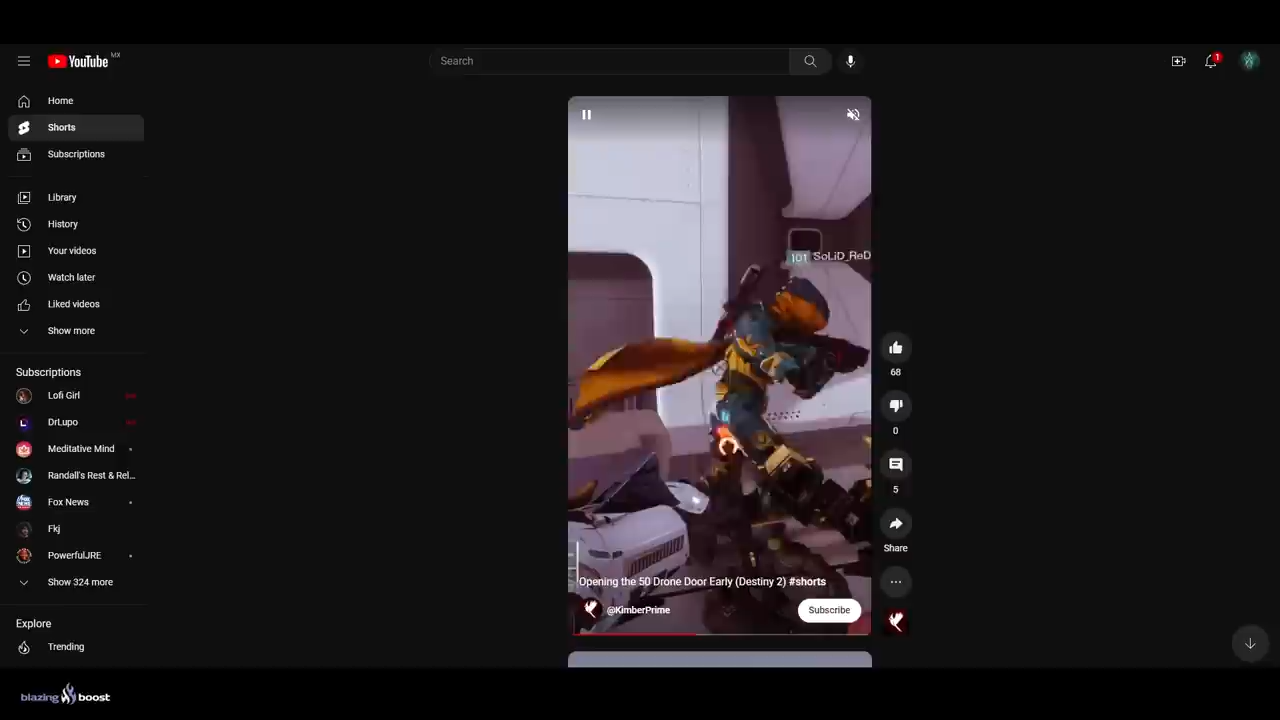 YouTube MX
Search
1
Home
Shorts
Subscriptions
Library
History
Your videos
Watch later
Liked videos
Show more
Subscriptions
Lofi Girl
DrLupo
Meditative Mind
Randall's Rest & Rel...
Fox News
Fkj
PowerfulJRE
Show 324 more
Explore
Trending
101 SoLiD_ReD
68
0
5
Share
Opening the 50 Drone Door Early (Destiny 2) #shorts
@KimberPrime
Subscribe
blazing boost